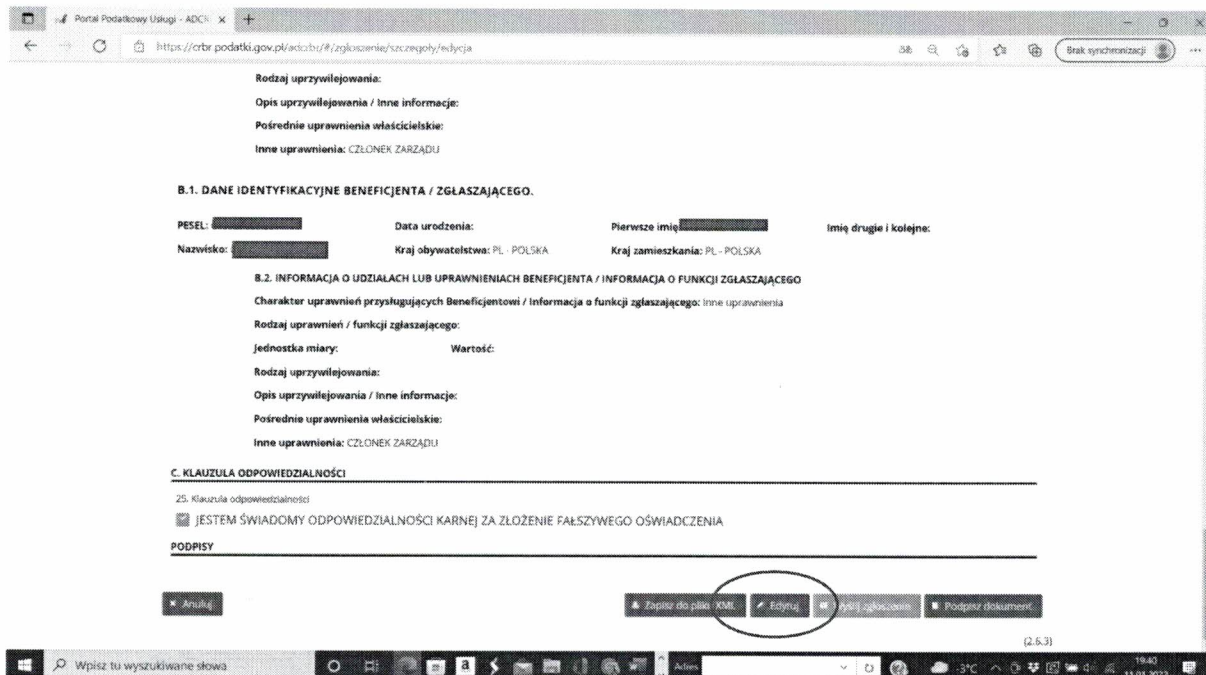 Portal Podatkowy Usługi - ADCR
https://crbr.podatki.gov.pl/adcrbr/#/zgloszenie/szczegoly/edycja
Brak synchronizacji
Rodzaj uprzywilejowania:
Opis uprzywilejowania / Inne informacje:
Pośrednie uprawnienia właścicielskie:
Inne uprawnienia: CZŁONEK ZARZĄDU
B.1. DANE IDENTYFIKACYJNE BENEFICJENTA / ZGŁASZAJĄCEGO.
PESEL: Data urodzenia: Pierwsze imię Imię drugie i kolejne:
Nazwisko: Kraj obywatelstwa: PL - POLSKA Kraj zamieszkania: PL - POLSKA
B.2. INFORMACJA O UDZIAŁACH LUB UPRAWNIENIACH BENEFICJENTA / INFORMACJA O FUNKCJI ZGŁASZAJĄCEGO
Charakter uprawnień przysługujących Beneficjentowi / Informacja o funkcji zgłaszającego: Inne uprawnienia
Rodzaj uprawnień / funkcji zgłaszającego:
Jednostka miary: Wartość:
Rodzaj uprzywilejowania:
Opis uprzywilejowania / Inne informacje:
Pośrednie uprawnienia właścicielskie:
Inne uprawnienia: CZŁONEK ZARZĄDU
C. KLAUZULA ODPOWIEDZIALNOŚCI
25. Klauzula odpowiedzialności
JESTEM ŚWIADOMY ODPOWIEDZIALNOŚCI KARNEJ ZA ZŁOŻENIE FAŁSZYWEGO OŚWIADCZENIA
PODPISY
Anuluj Zapisz do pliku XML Edytuj Wyślij zgłoszenie Podpisz dokument
(2.6.3)
Wpisz tu wyszukiwane słowa Adres -3°C 19:40